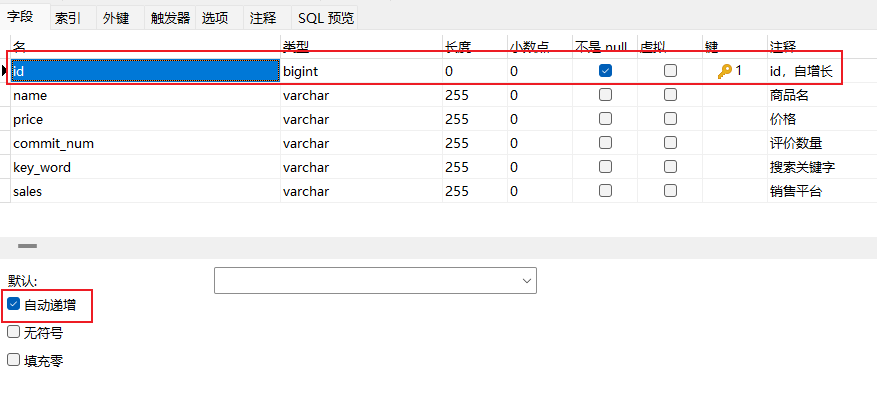 字段 索引 外键 触发器 选项 注释 SQL 预览
名 类型 长度 小数点 不是 null 虚拟 键 注释
id bigint 0 0 1 id，自增长
name varchar 255 0 商品名
price varchar 255 0 价格
commit_num varchar 255 0 评价数量
key_word varchar 255 0 搜索关键字
sales varchar 255 0 销售平台
默认:
自动递增
无符号
填充零